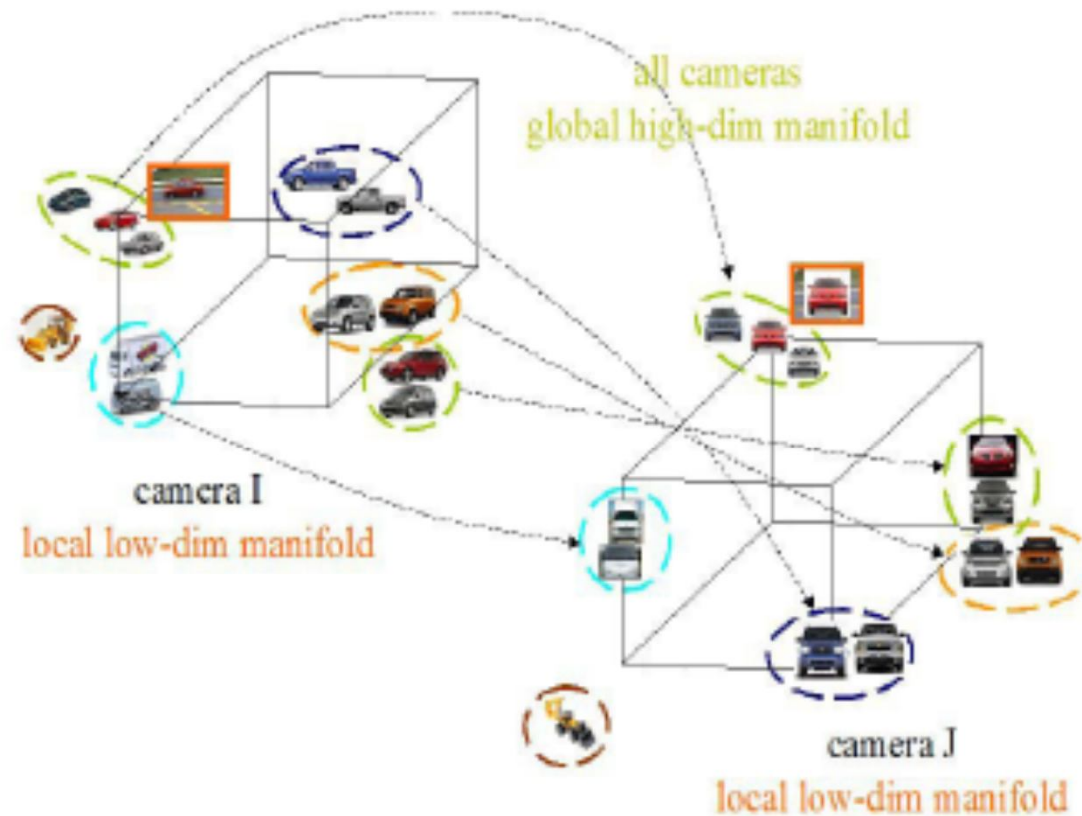 all cameras
global high-dim manifold
camera I
local low-dim manifold
camera J
local low-dim manifold